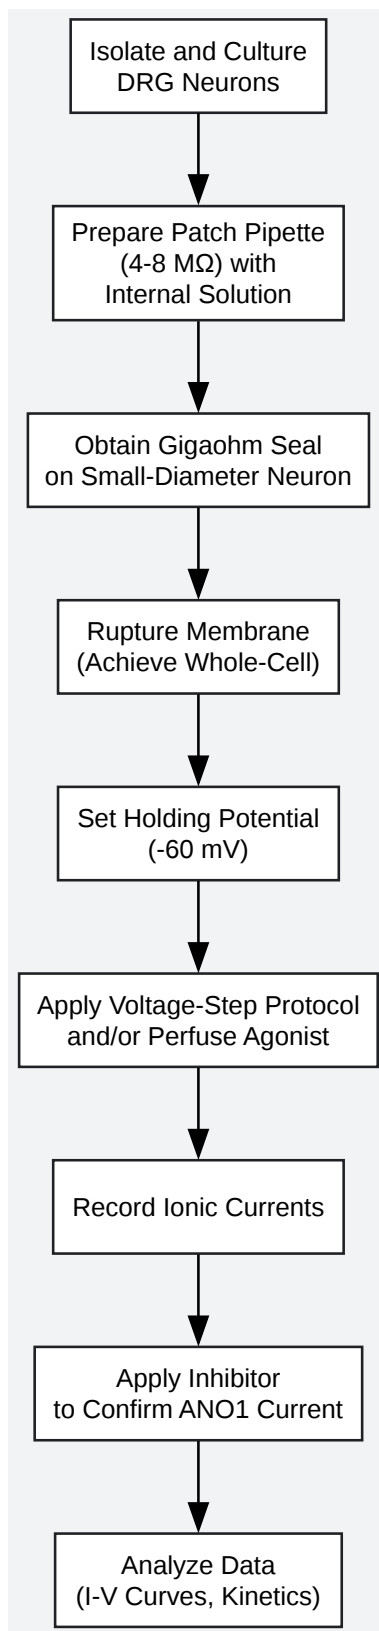 Isolate and Culture
DRG Neurons
Prepare Patch Pipette
(4-8 MΩ) with
Internal Solution
Obtain Gigaohm Seal
on Small-Diameter Neuron
Rupture Membrane
(Achieve Whole-Cell)
Set Holding Potential
(-60 mV)
Apply Voltage-Step Protocol
and/or Perfuse Agonist
Record Ionic Currents
Apply Inhibitor
to Confirm ANO1 Current
Analyze Data
(I-V Curves, Kinetics)